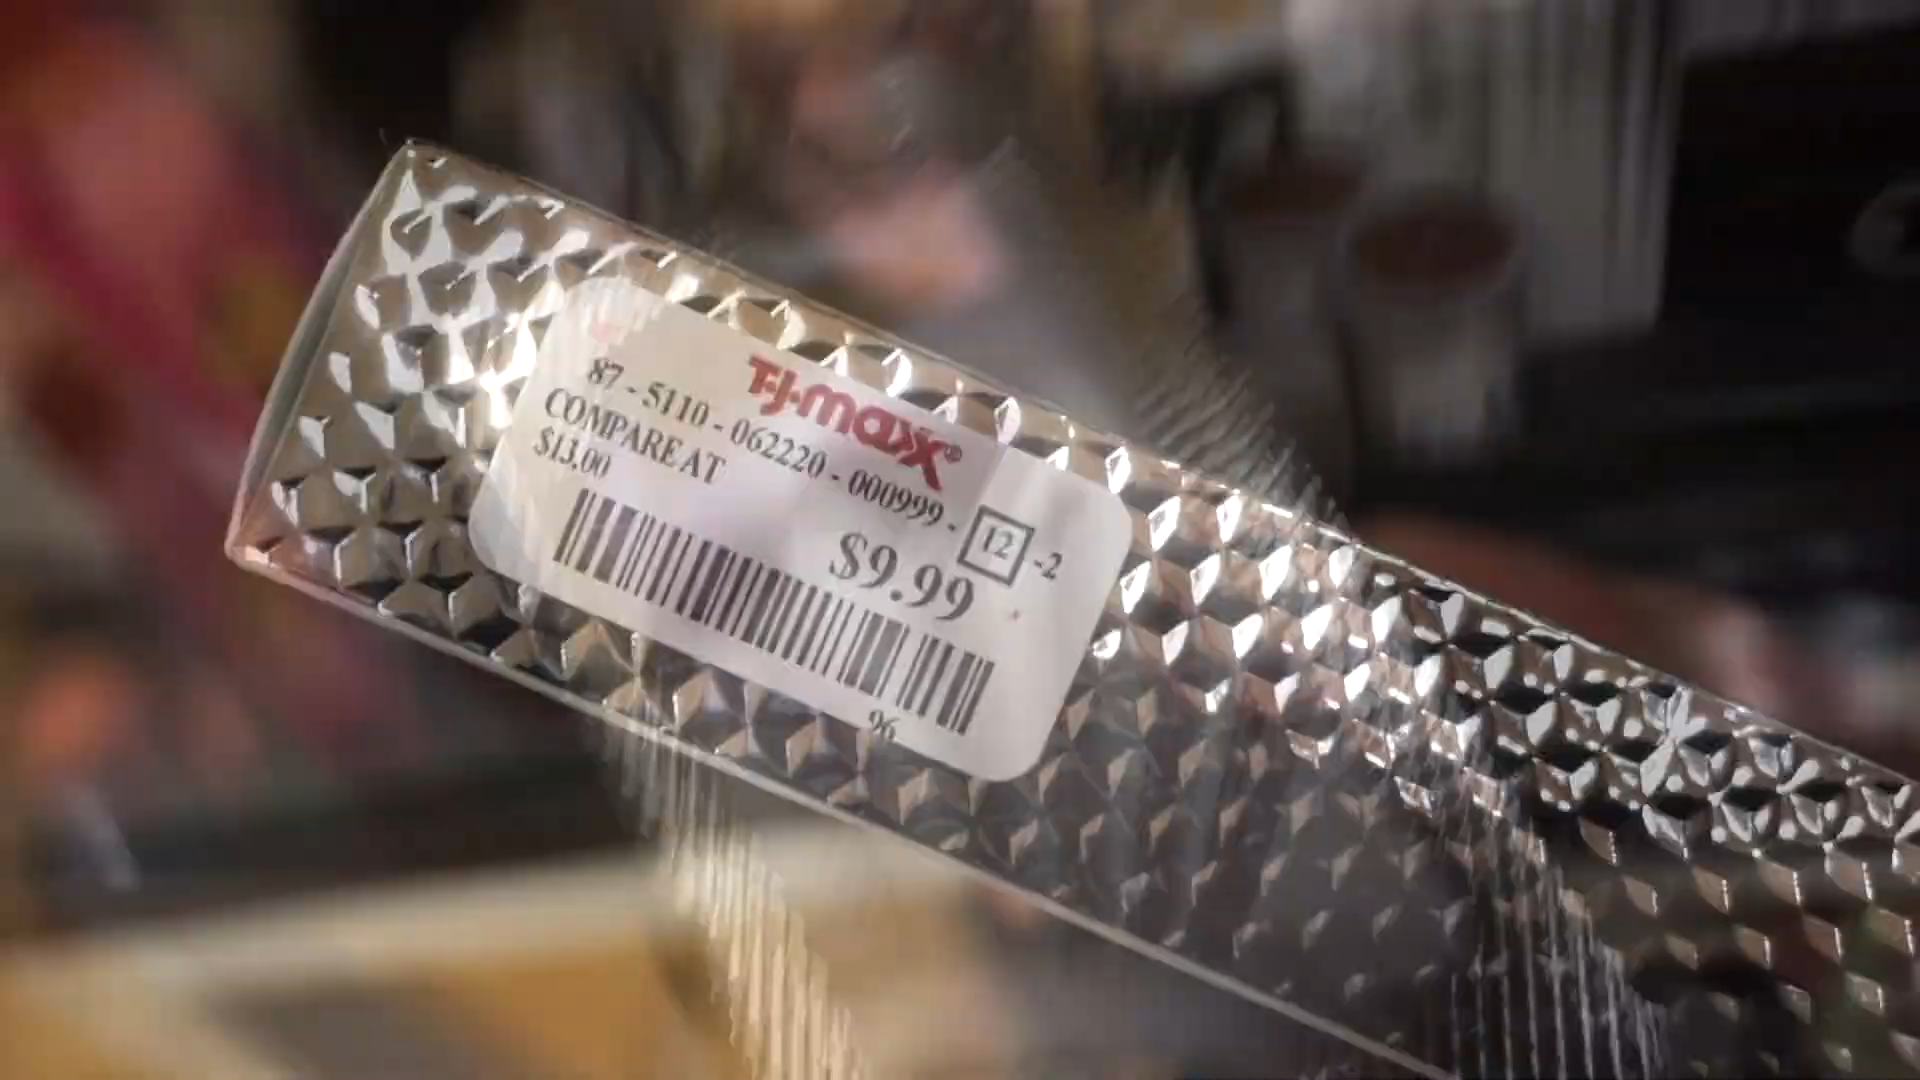 T·J·maxx®
87 - 5110 - 062220 - 000999 - 12 -2
COMPARE AT
$13.00
$9.99
96